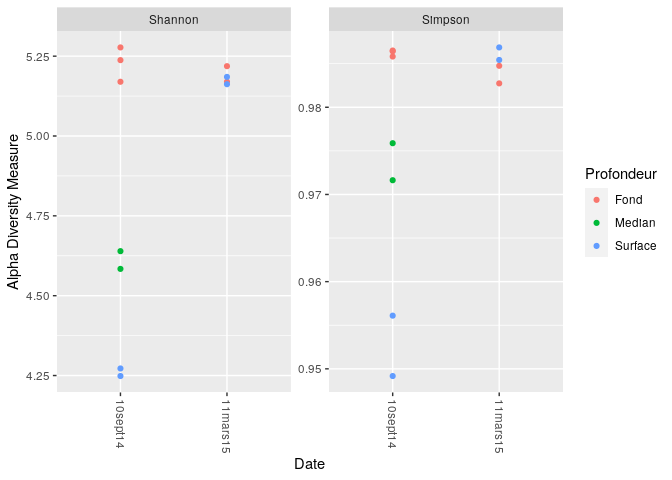 Shannon
Simpson
Alpha Diversity Measure
5.25
5.00
4.75
4.50
4.25
0.98
0.97
0.96
0.95
10sept14
11mars15
10sept14
11mars15
Date
Profondeur
Fond
Median
Surface